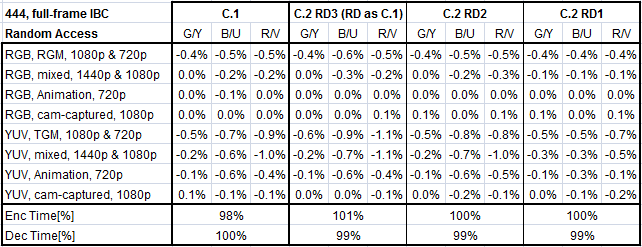 444, full-frame IBC C.1 C.2 RD3 (RD as C.1) C.2 RD2 C.2 RD1
Random Access G/Y B/U R/V G/Y B/U R/V G/Y B/U R/V G/Y B/U R/V
RGB, RGM, 1080p & 720p -0.4% -0.5% -0.5% -0.4% -0.6% -0.5% -0.4% -0.5% -0.5% -0.4% -0.4% -0.4%
RGB, mixed, 1440p & 1080p 0.0% -0.2% -0.2% 0.0% -0.3% -0.2% 0.0% -0.2% -0.3% -0.1% -0.1% -0.1%
RGB, Animation, 720p 0.0% -0.1% 0.0% 0.0% 0.0% 0.0% 0.0% 0.0% 0.0% 0.0% 0.0% 0.0%
RGB, cam-captured, 1080p 0.0% 0.0% 0.0% 0.0% 0.0% 0.1% 0.1% 0.0% 0.1% 0.1% 0.0% 0.1%
YUV, TGM, 1080p & 720p -0.5% -0.7% -0.9% -0.6% -0.9% -1.1% -0.5% -0.8% -0.8% -0.5% -0.5% -0.7%
YUV, mixed, 1440p & 1080p -0.2% -0.6% -1.0% -0.2% -0.7% -1.1% -0.2% -0.7% -1.0% -0.3% -0.3% -0.5%
YUV, Animation, 720p -0.1% -0.6% -0.4% -0.1% -0.6% -0.4% -0.1% -0.6% -0.5% -0.1% -0.3% -0.1%
YUV, cam-captured, 1080p 0.1% -0.1% -0.1% 0.0% 0.0% -0.1% 0.0% -0.2% -0.1% 0.0% -0.1% -0.2%
Enc Time[%] 98% 101% 100% 100%
Dec Time[%] 100% 99% 99% 99%